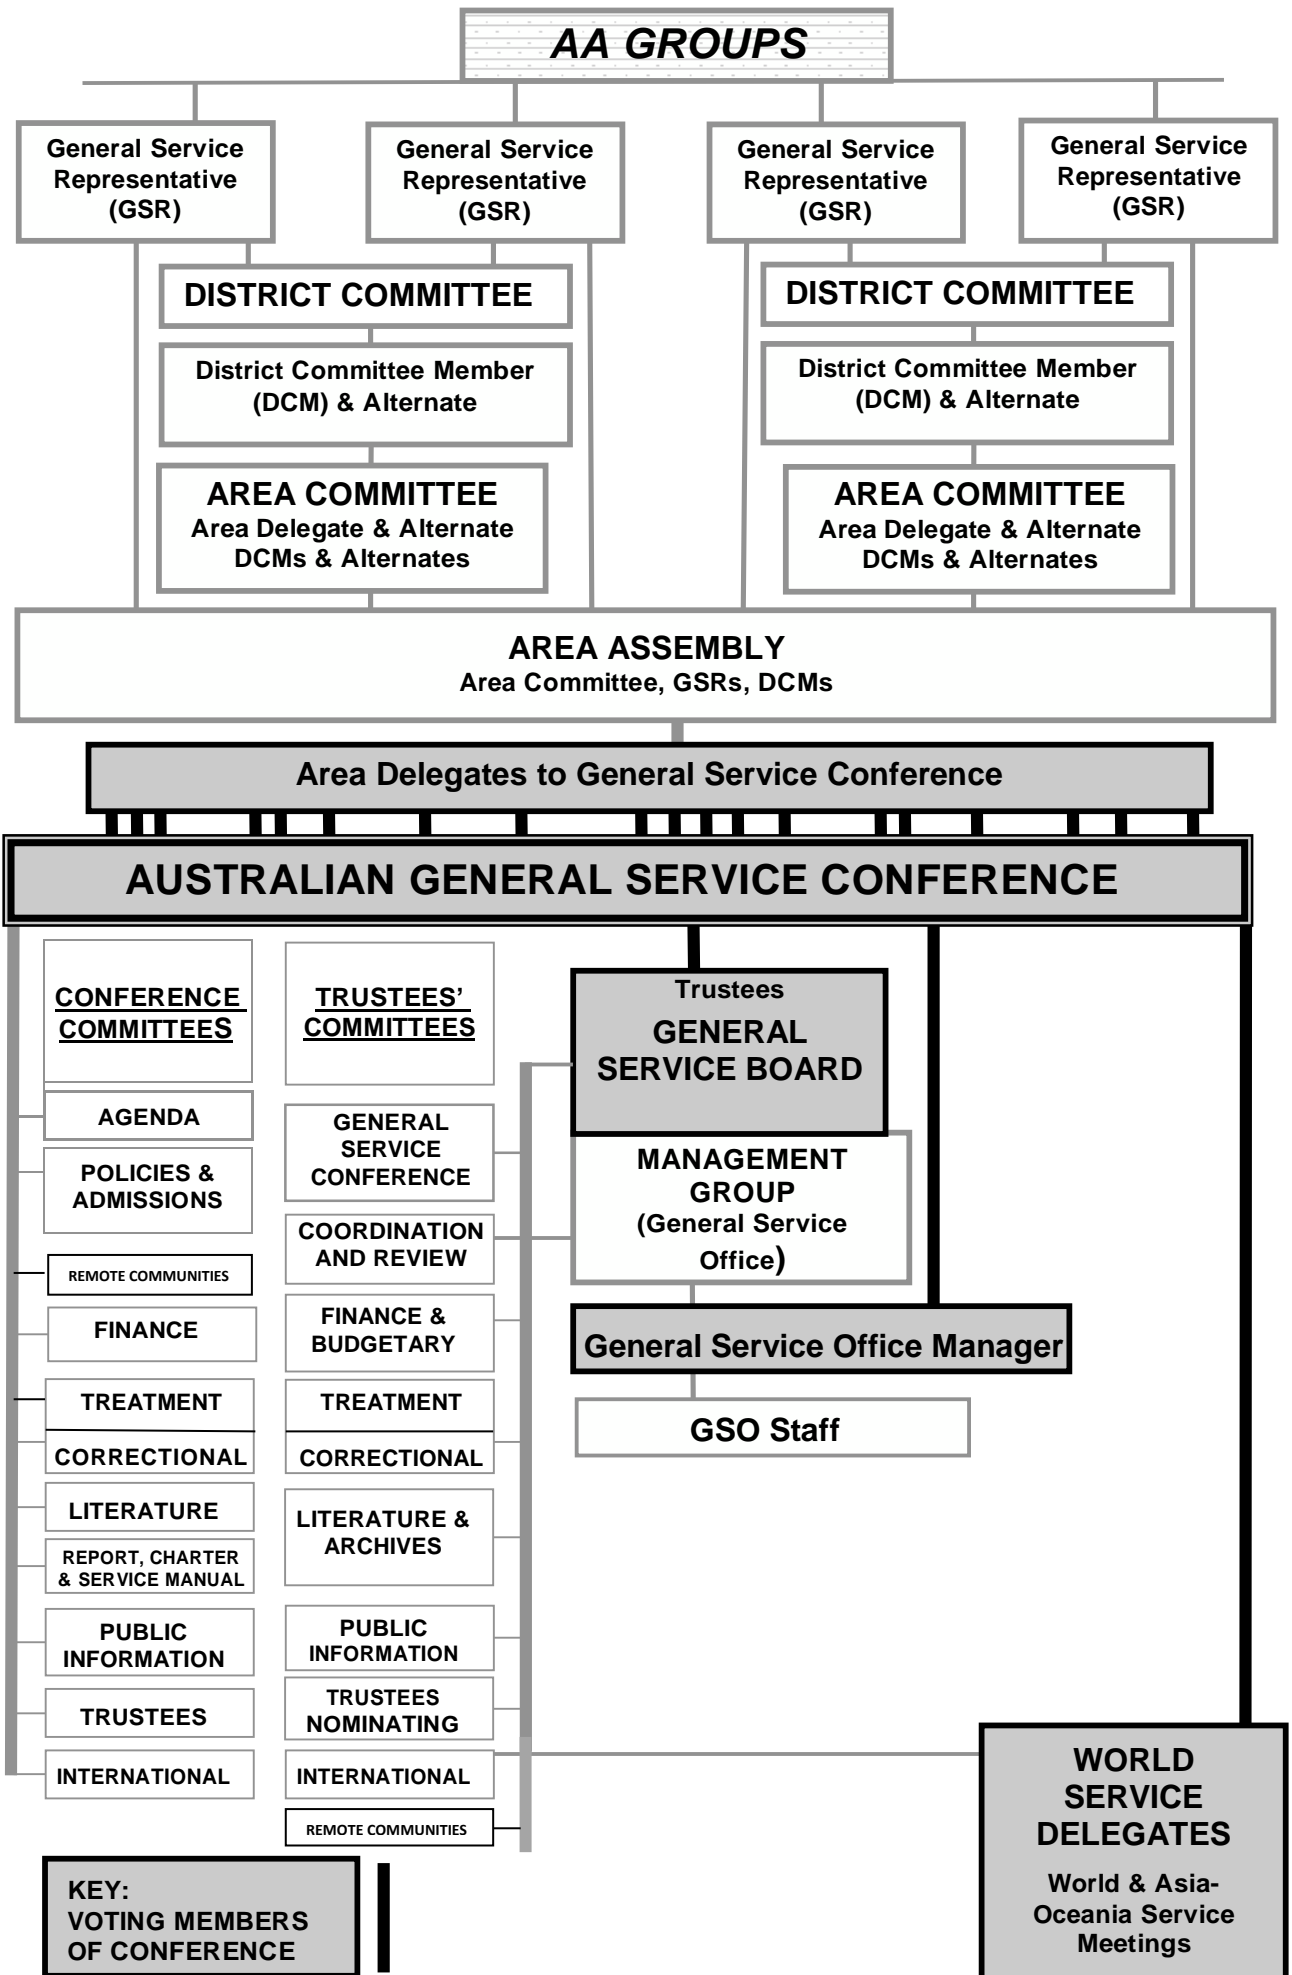 AA GROUPS
General Service
Representative
(GSR)
General Service
Representative
(GSR)
General Service
Representative
(GSR)
General Service
Representative
(GSR)
DISTRICT COMMITTEE
DISTRICT COMMITTEE
District Committee Member
(DCM) & Alternate
District Committee Member
(DCM) & Alternate
AREA COMMITTEE
Area Delegate & Alternate
DCMs & Alternates
AREA COMMITTEE
Area Delegate & Alternate
DCMs & Alternates
AREA ASSEMBLY
Area Committee, GSRs, DCMs
Area Delegates to General Service Conference
AUSTRALIAN GENERAL SERVICE CONFERENCE
CONFERENCE
COMMITTEES
AGENDA
POLICIES &
ADMISSIONS
REMOTE COMMUNITIES
FINANCE
TREATMENT
CORRECTIONAL
LITERATURE
REPORT, CHARTER
& SERVICE MANUAL
PUBLIC
INFORMATION
TRUSTEES
INTERNATIONAL
TRUSTEES’
COMMITTEES
GENERAL
SERVICE
CONFERENCE
COORDINATION
AND REVIEW
FINANCE &
BUDGETARY
TREATMENT
CORRECTIONAL
LITERATURE &
ARCHIVES
PUBLIC
INFORMATION
TRUSTEES
NOMINATING
INTERNATIONAL
REMOTE COMMUNITIES
Trustees
GENERAL
SERVICE BOARD
MANAGEMENT
GROUP
(General Service
Office)
General Service Office Manager
GSO Staff
WORLD
SERVICE
DELEGATES
World & Asia-
Oceania Service
Meetings
KEY:
VOTING MEMBERS
OF CONFERENCE